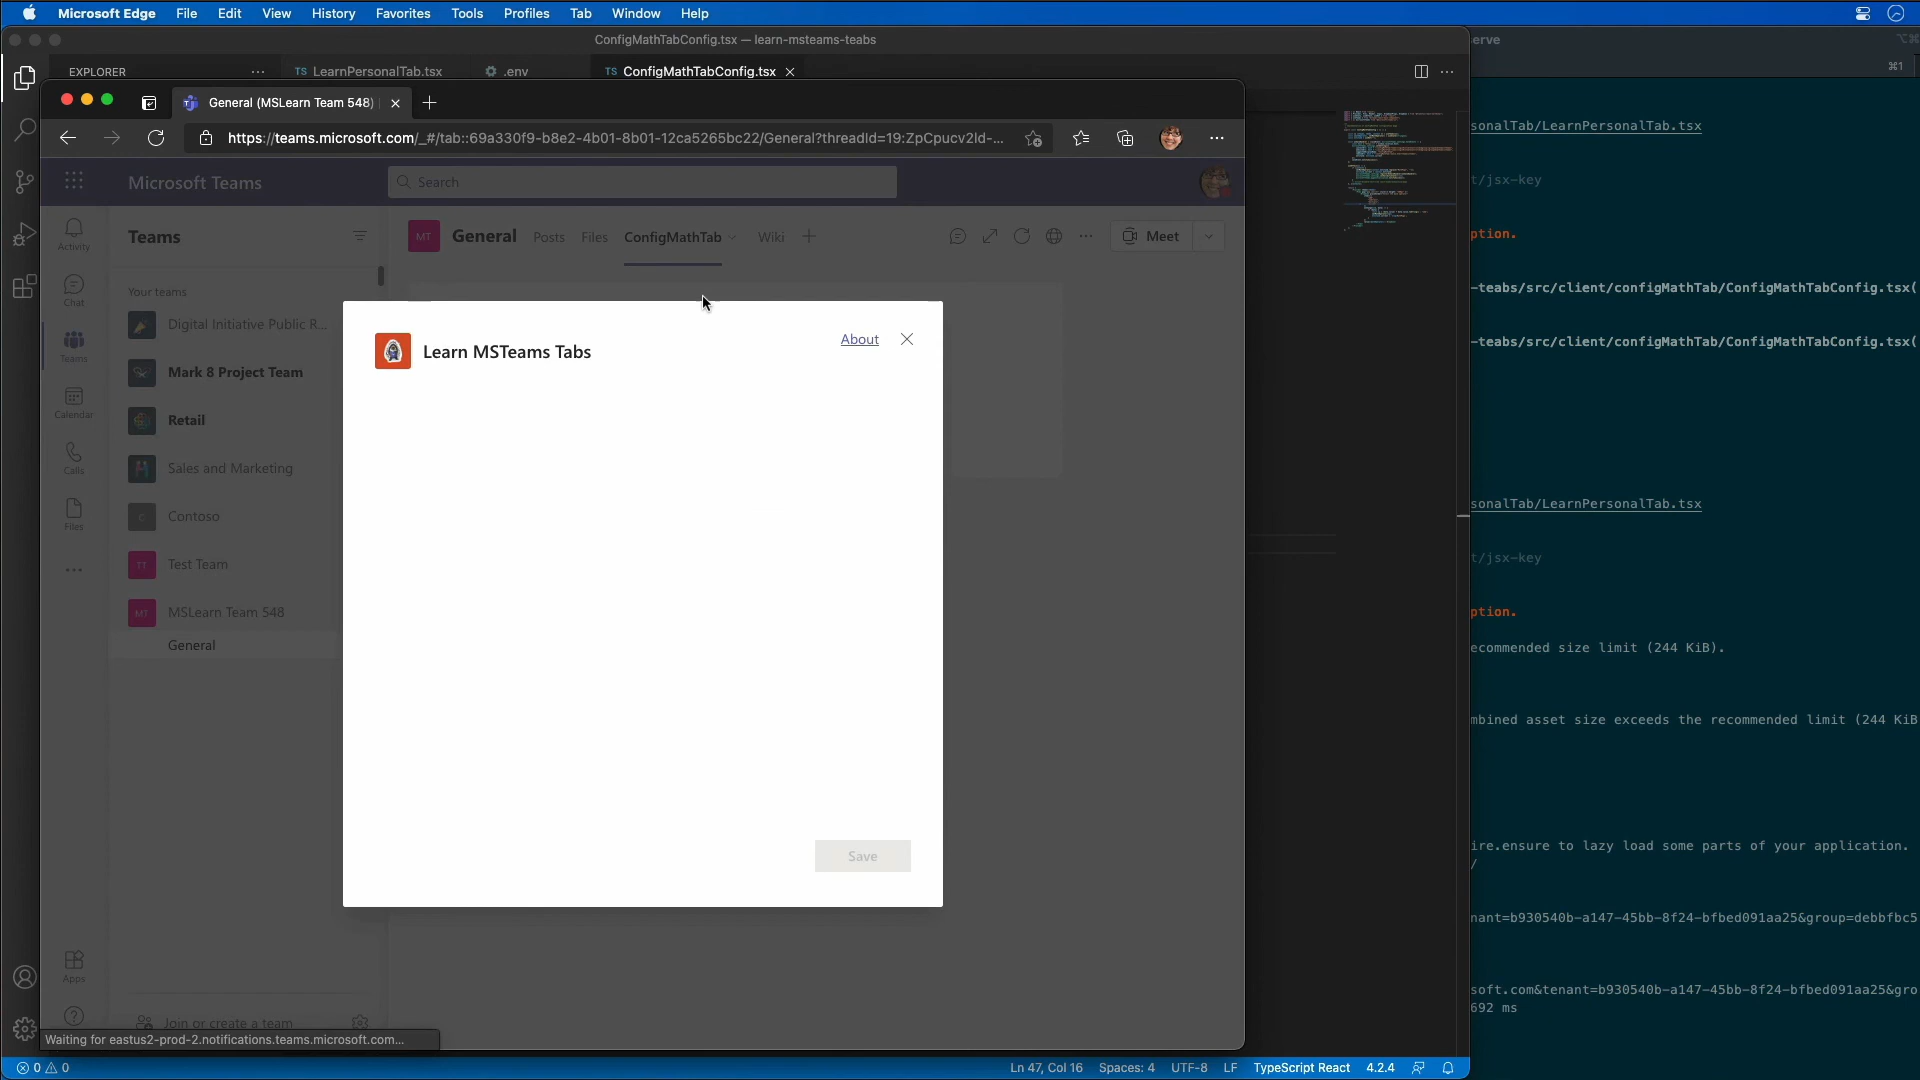 Microsoft Edge File Edit View History Favorites Tools Profiles Tab Window Help
ConfigMathTabConfig.tsx — learn-msteams-teabs
erve
⌥⌘
EXPLORER
TS LearnPersonalTab.tsx
.env
TS ConfigMathTabConfig.tsx
⌘1
General (MSLearn Team 548)
https://teams.microsoft.com/_#/tab::69a330f9-b8e2-4b01-8b01-12ca5265bc22/General?threadId=19:ZpCpucv2ld-...
sonalTab/LearnPersonalTab.tsx
Microsoft Teams
Search
t/jsx-key
Activity
Teams
MT
General
Posts
Files
ConfigMathTab
Wiki
Meet
ption.
Chat
Your teams
-teabs/src/client/configMathTab/ConfigMathTabConfig.tsx(
Digital Initiative Public R...
Teams
Learn MSTeams Tabs
About
-teabs/src/client/configMathTab/ConfigMathTabConfig.tsx(
Mark 8 Project Team
Calendar
Retail
Calls
Sales and Marketing
sonalTab/LearnPersonalTab.tsx
Files
C
Contoso
t/jsx-key
TT
Test Team
MT
MSLearn Team 548
ption.
General
ecommended size limit (244 KiB).
mbined asset size exceeds the recommended limit (244 KiB
ire.ensure to lazy load some parts of your application.
/
Save
nant=b930540b-a147-45bb-8f24-bfbed091aa25&group=debbfbc5
Apps
soft.com&tenant=b930540b-a147-45bb-8f24-bfbed091aa25&gro
692 ms
Join or create a team
Waiting for eastus2-prod-2.notifications.teams.microsoft.com...
0 0
Ln 47, Col 16 Spaces: 4 UTF-8 LF TypeScript React 4.2.4